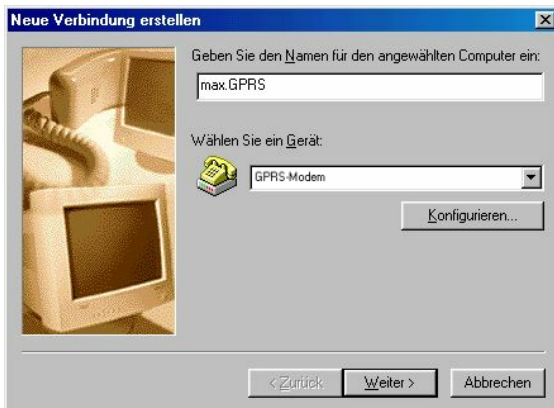 Neue Verbindung erstellen
Geben Sie den Namen für den angewählten Computer ein:
max.GPRS
Wählen Sie ein Gerät:
GPRS-Modem
Konfigurieren...
< Zurück
Weiter >
Abbrechen